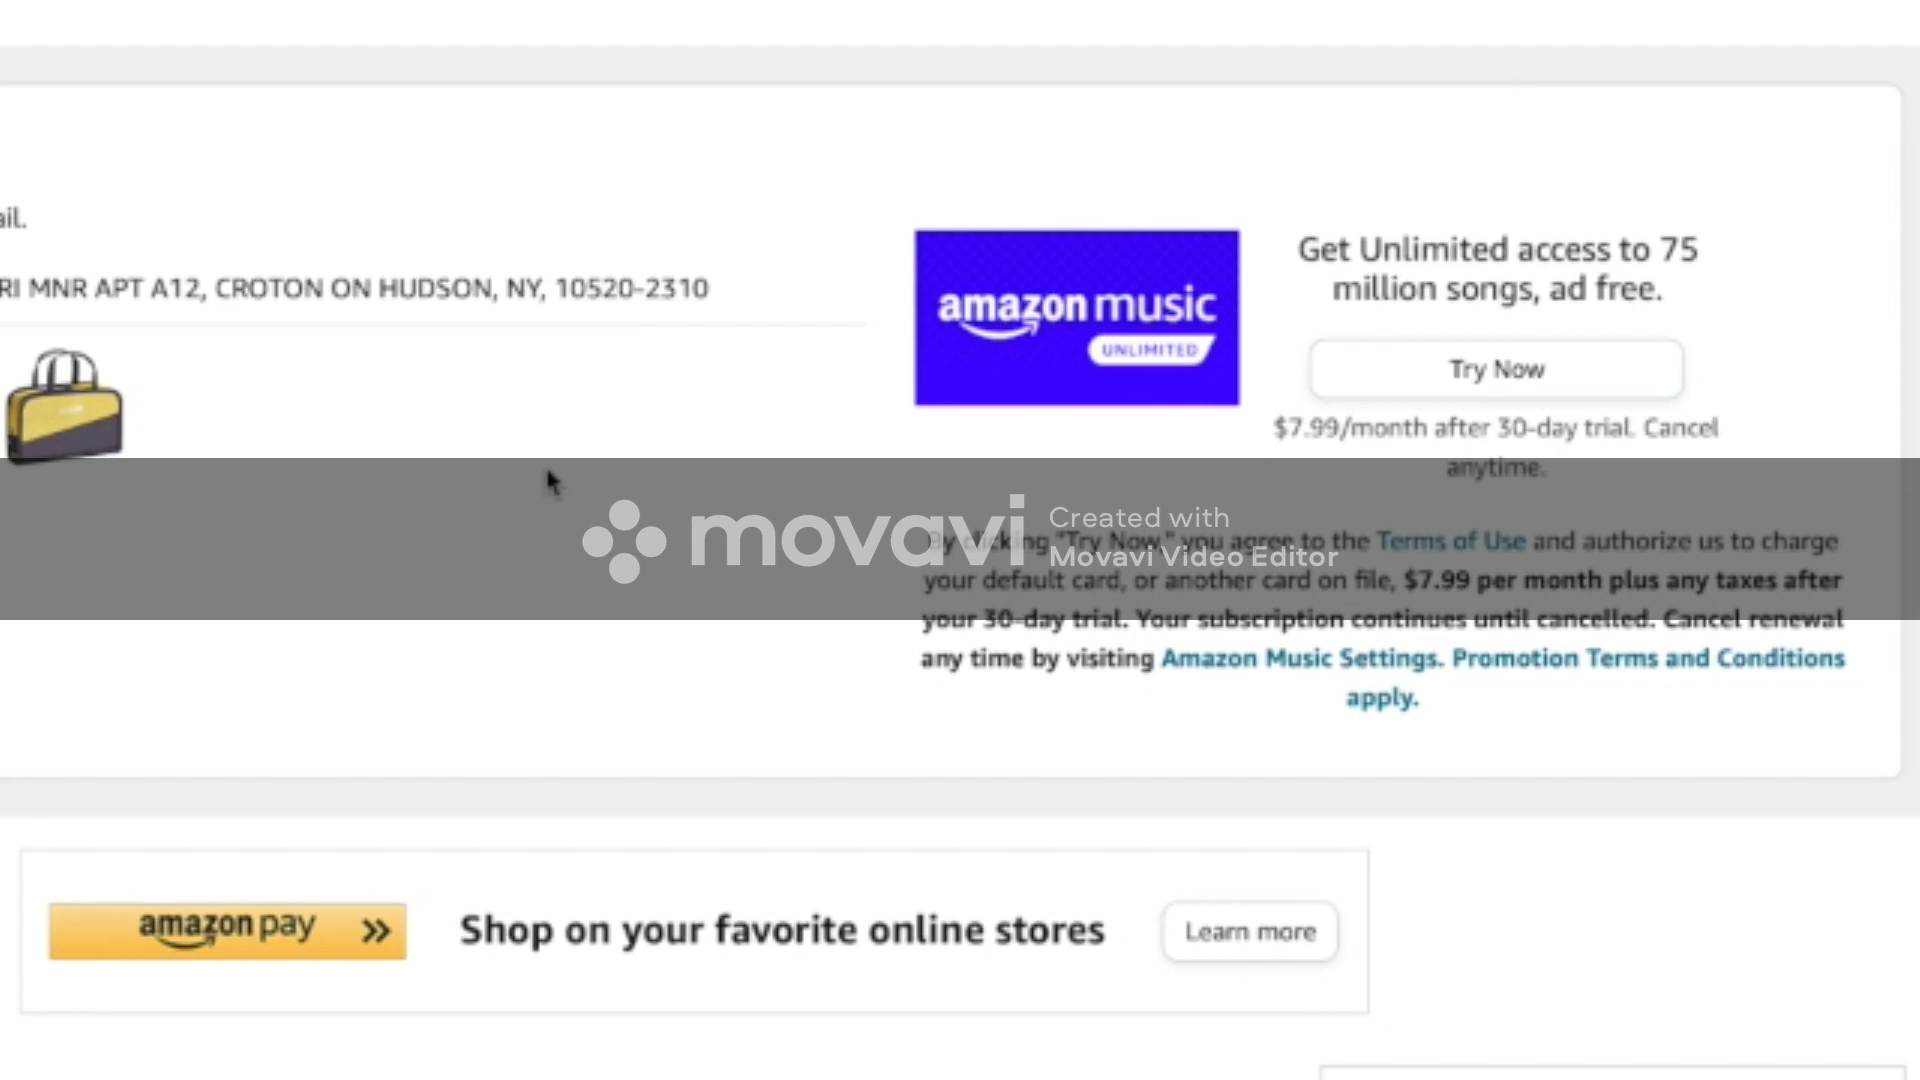 ail.
RI MNR APT A12, CROTON ON HUDSON, NY, 10520-2310
amazon music
UNLIMITED
Get Unlimited access to 75
million songs, ad free.
Try Now
$7.99/month after 30-day trial. Cancel
anytime.
movavi
Created with
Movavi Video Editor
By clicking "Try Now," you agree to the Terms of Use and authorize us to charge
your default card, or another card on file, $7.99 per month plus any taxes after
your 30-day trial. Your subscription continues until cancelled. Cancel renewal
any time by visiting Amazon Music Settings. Promotion Terms and Conditions
apply.
amazon pay
Shop on your favorite online stores
Learn more